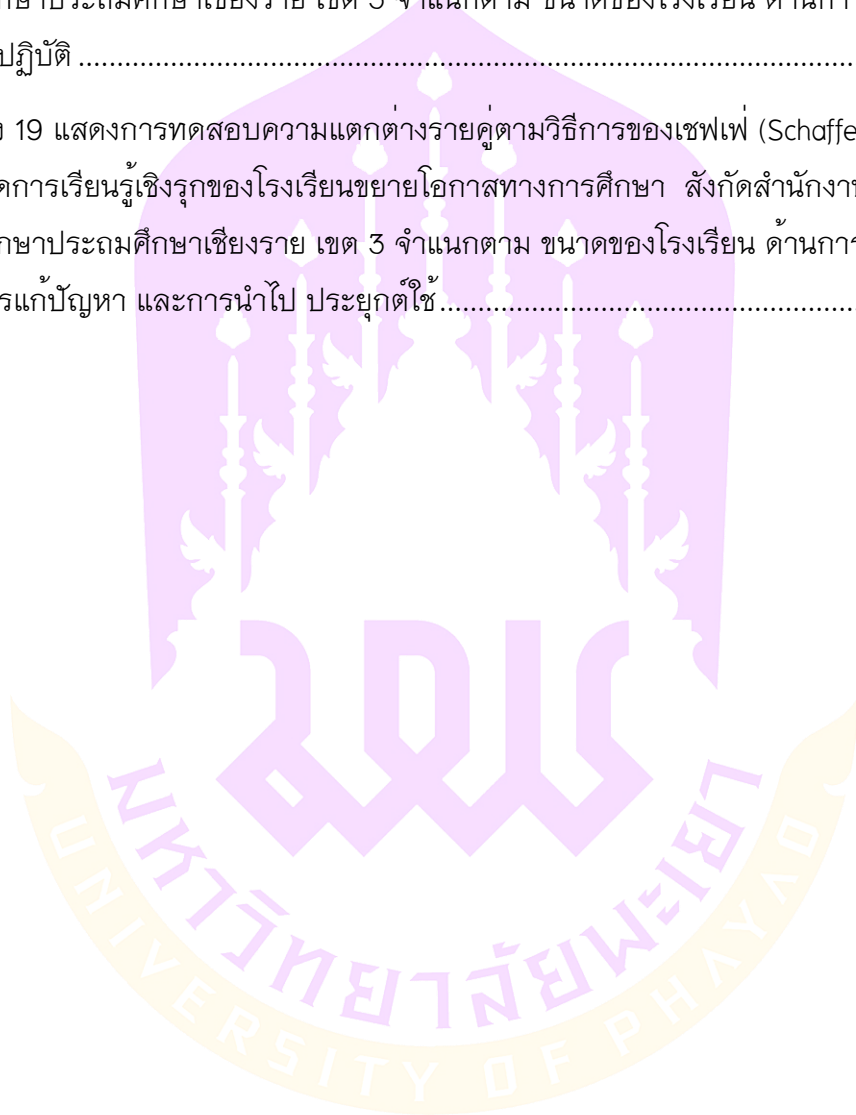 กษาประถมศึกษาเชียงราย เขต 3 จำแนกตาม ขนาดของโรงเรียน ด้านการ
ปฏิบัติ
19 แสดงการทดสอบความแตกต่างรายคู่ตามวิธีการของเชฟเฟ่ (Schaffe
การเรียนรู้เชิงรุกของโรงเรียนขยายโอกาสทางการศึกษา สังกัดสำนักงาน
กษาประถมศึกษาเชียงราย เขต 3 จำแนกตาม ขนาดของโรงเรียน ด้านการ
รแก้ปัญหา และการนำไป ประยุกต์ใช้
มหาวิทยาลัยพะเยา
UNIVERSITY OF PHAYAO